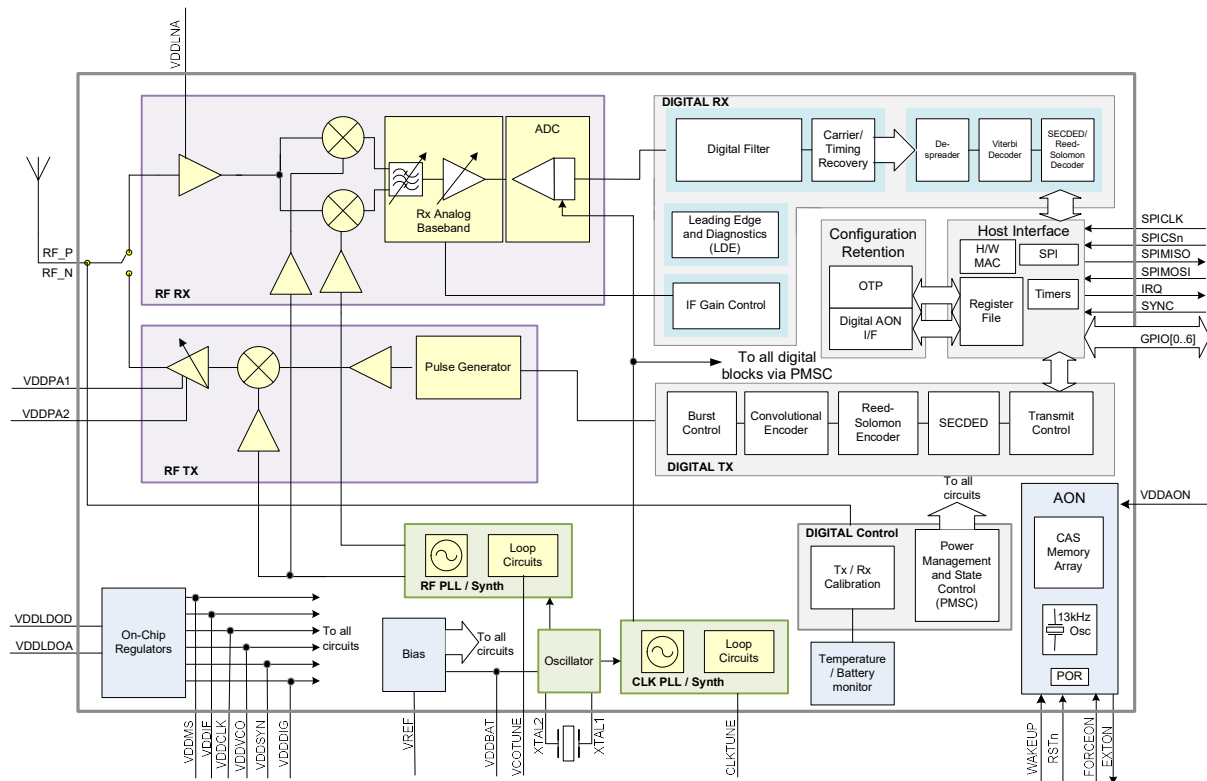 VDDLNA
RF_P
RF_N
ADC
Rx Analog
Baseband
RF RX
DIGITAL RX
Digital Filter
Carrier/
Timing
Recovery
De-
spreader
Viterbi
Decoder
SECDED/
Reed-
Solomon
Decoder
Leading Edge
and Diagnostics
(LDE)
IF Gain Control
Configuration
Retention
OTP
Digital AON
I/F
Host Interface
H/W
MAC
SPI
Register
File
Timers
SPICLK
SPICSn
SPIMISO
SPIMOSI
IRQ
SYNC
GPIO[0..6]
VDDPA1
VDDPA2
Pulse Generator
RF TX
To all digital
blocks via PMSC
Burst
Control
Convolutional
Encoder
Reed-
Solomon
Encoder
SECDED
Transmit
Control
DIGITAL TX
To all
circuits
DIGITAL Control
Tx / Rx
Calibration
Power
Management
and State
Control
(PMSC)
Temperature
/ Battery
monitor
AON
CAS
Memory
Array
13kHz
Osc
POR
VDDAON
Loop
Circuits
RF PLL / Synth
VDDLDOD
VDDLDOA
On-Chip
Regulators
To all
circuits
Bias
To all
circuits
Oscillator
Loop
Circuits
CLK PLL / Synth
VDDMS
VDDIF
VDDCLK
VDDVCO
VDDSYN
VDDDIG
VREF
VDDBAT
VCOTUNE
XTAL2
XTAL1
CLKTUNE
WAKEUP
RSTn
FORCEON
EXTON